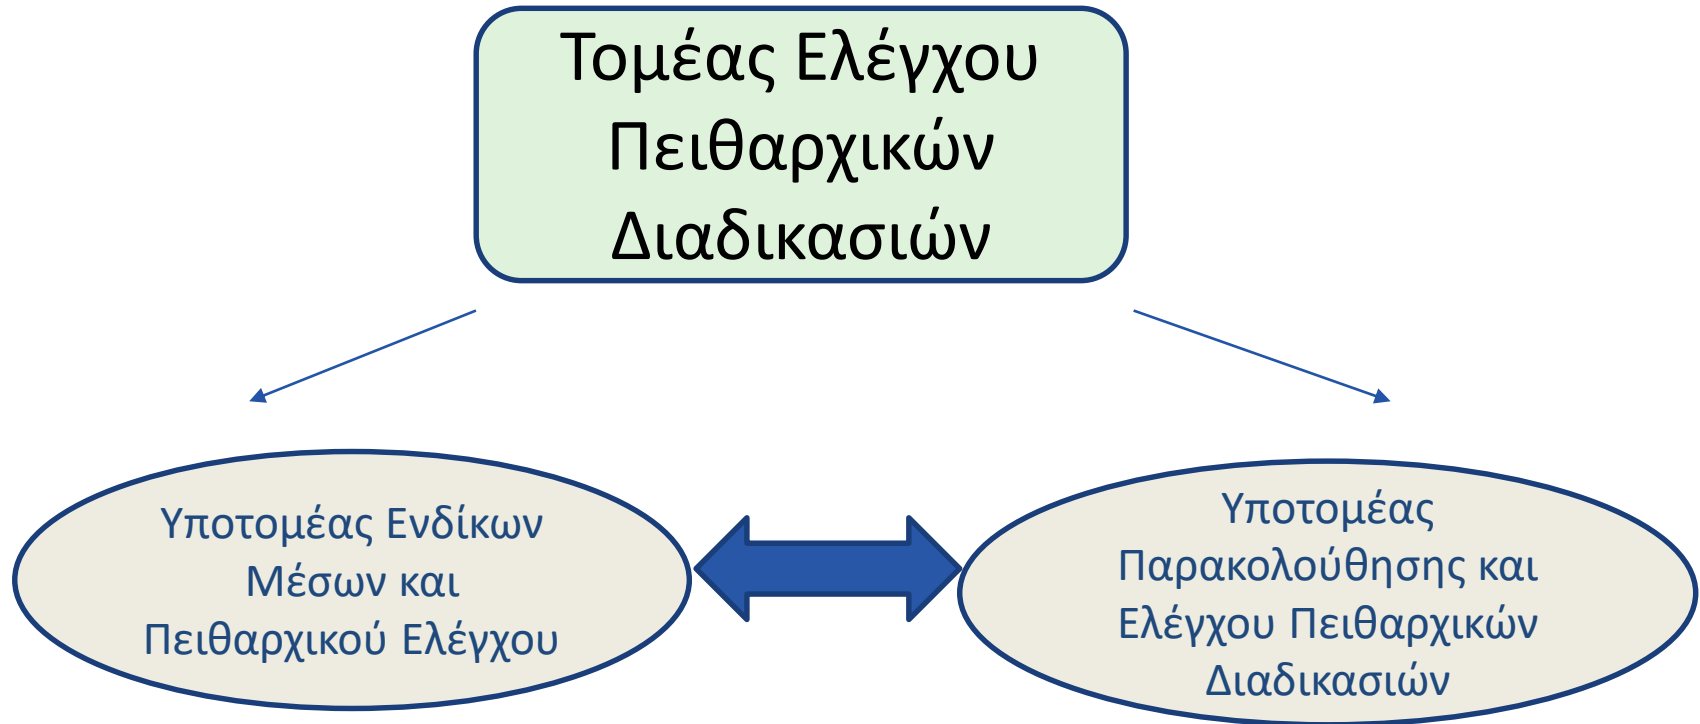 Τομέας Ελέγχου
Πειθαρχικών
Διαδικασιών
Υποτομέας Ενδίκων
Μέσων και
Πειθαρχικού Ελέγχου
Υποτομέας
Παρακολούθησης και
Ελέγχου Πειθαρχικών
Διαδικασιών